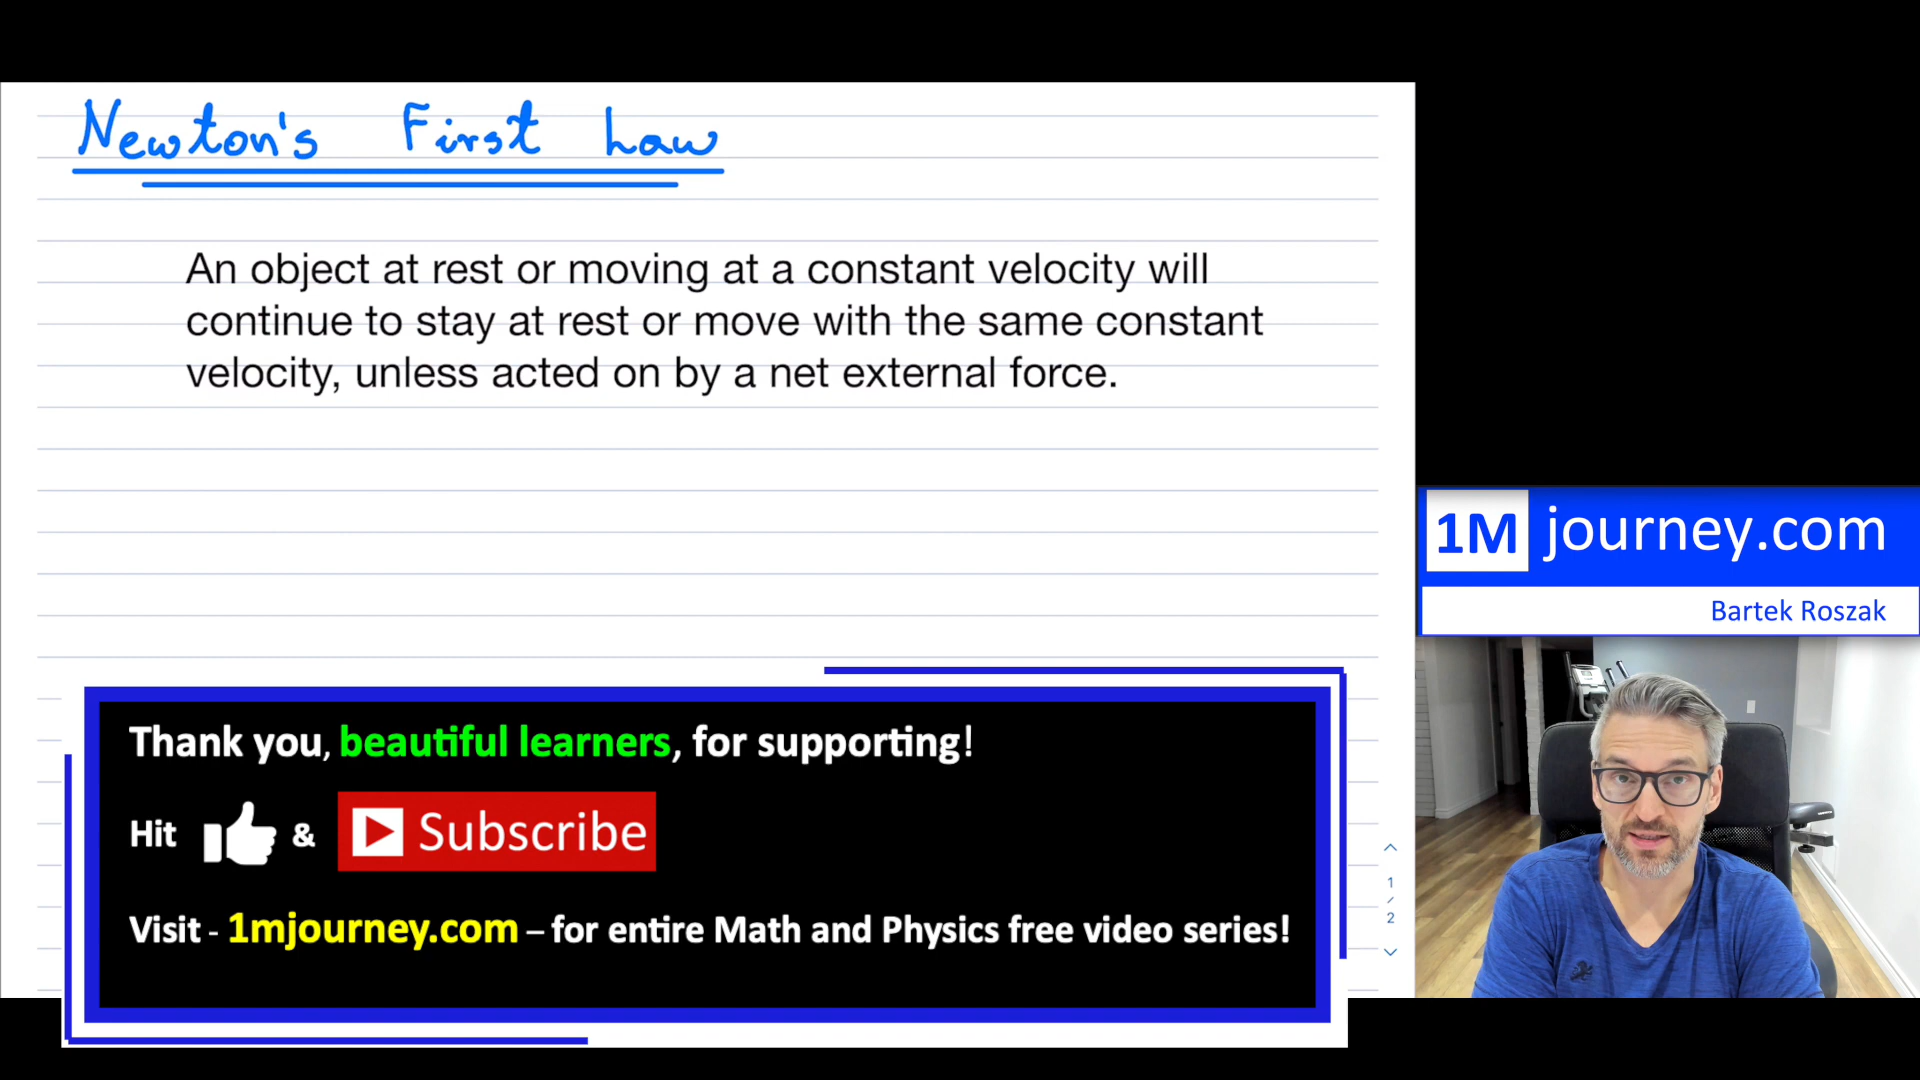 Newton's First Law
An object at rest or moving at a constant velocity will
continue to stay at rest or move with the same constant
velocity, unless acted on by a net external force.
1M journey.com
Bartek Roszak
Thank you, beautiful learners, for supporting!
Hit & Subscribe
Visit - 1mjourney.com – for entire Math and Physics free video series!
1
/
2